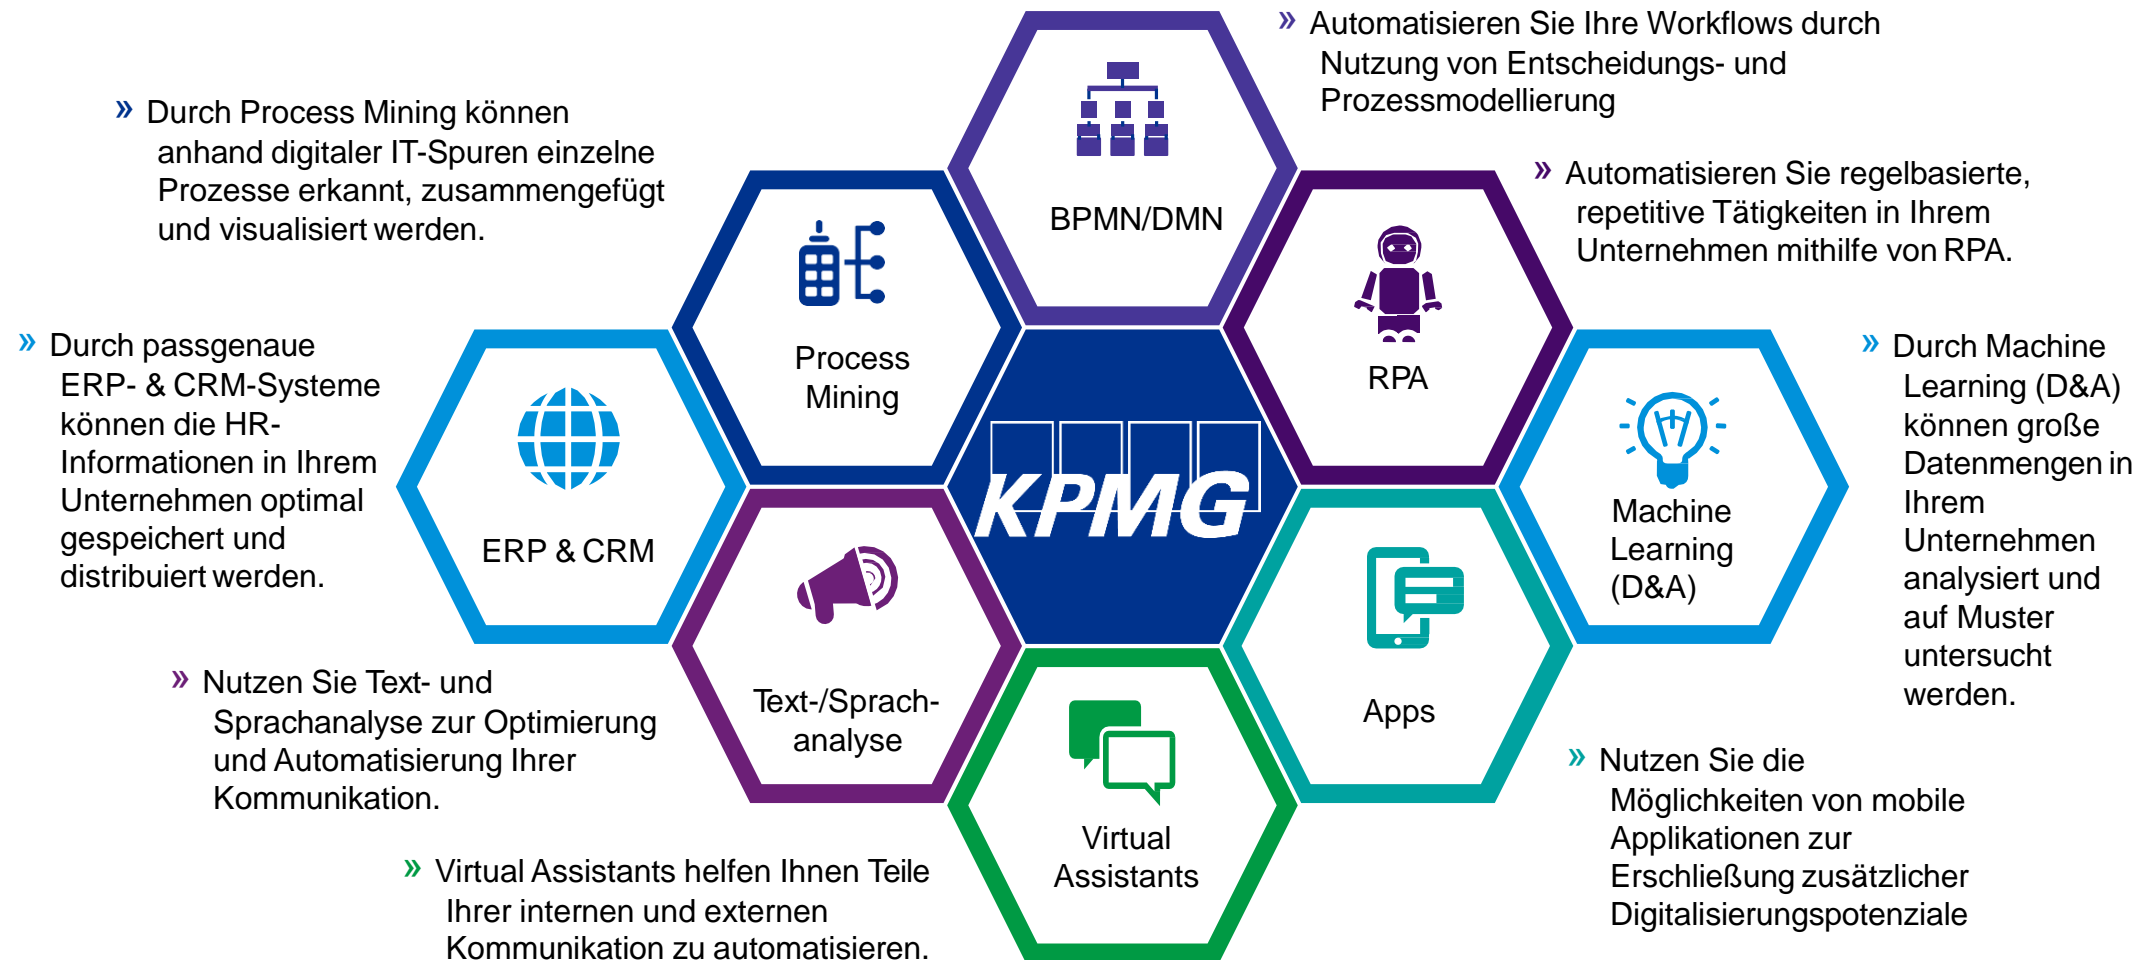 » Automatisieren Sie Ihre Workflows durch
Nutzung von Entscheidungs- und
Prozessmodellierung
» Durch Process Mining können
anhand digitaler IT-Spuren einzelne
Prozesse erkannt, zusammengefügt
und visualisiert werden.
BPMN/DMN
» Automatisieren Sie regelbasierte,
repetitive Tätigkeiten in Ihrem
Unternehmen mithilfe von RPA.
Process
Mining
RPA
» Durch passgenaue
ERP- & CRM-Systeme
können die HR-
Informationen in Ihrem
Unternehmen optimal
gespeichert und
distribuiert werden.
ERP & CRM
KPMG
Machine
Learning
(D&A)
» Durch Machine
Learning (D&A)
können große
Datenmengen in
Ihrem
Unternehmen
analysiert und
auf Muster
untersucht
werden.
» Nutzen Sie Text- und
Sprachanalyse zur Optimierung
und Automatisierung Ihrer
Kommunikation.
Text-/Sprach-
analyse
Apps
» Nutzen Sie die
Möglichkeiten von mobile
Applikationen zur
Erschließung zusätzlicher
Digitalisierungspotenziale
Virtual
Assistants
» Virtual Assistants helfen Ihnen Teile
Ihrer internen und externen
Kommunikation zu automatisieren.